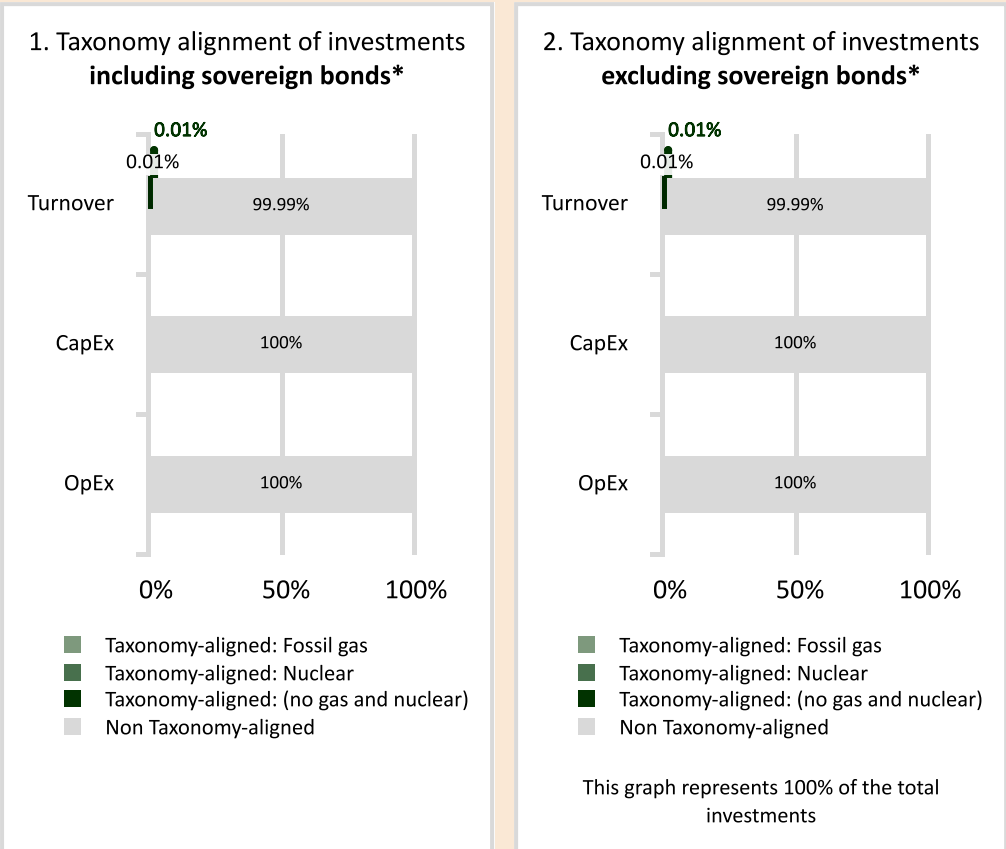 1. Taxonomy alignment of investments
including sovereign bonds*
0.01%
0.01%
Turnover
99.99%
CapEx
100%
OpEx
100%
0% 50% 100%
Taxonomy-aligned: Fossil gas
Taxonomy-aligned: Nuclear
Taxonomy-aligned: (no gas and nuclear)
Non Taxonomy-aligned
2. Taxonomy alignment of investments
excluding sovereign bonds*
0.01%
0.01%
Turnover
99.99%
CapEx
100%
OpEx
100%
0% 50% 100%
Taxonomy-aligned: Fossil gas
Taxonomy-aligned: Nuclear
Taxonomy-aligned: (no gas and nuclear)
Non Taxonomy-aligned
This graph represents 100% of the total
investments